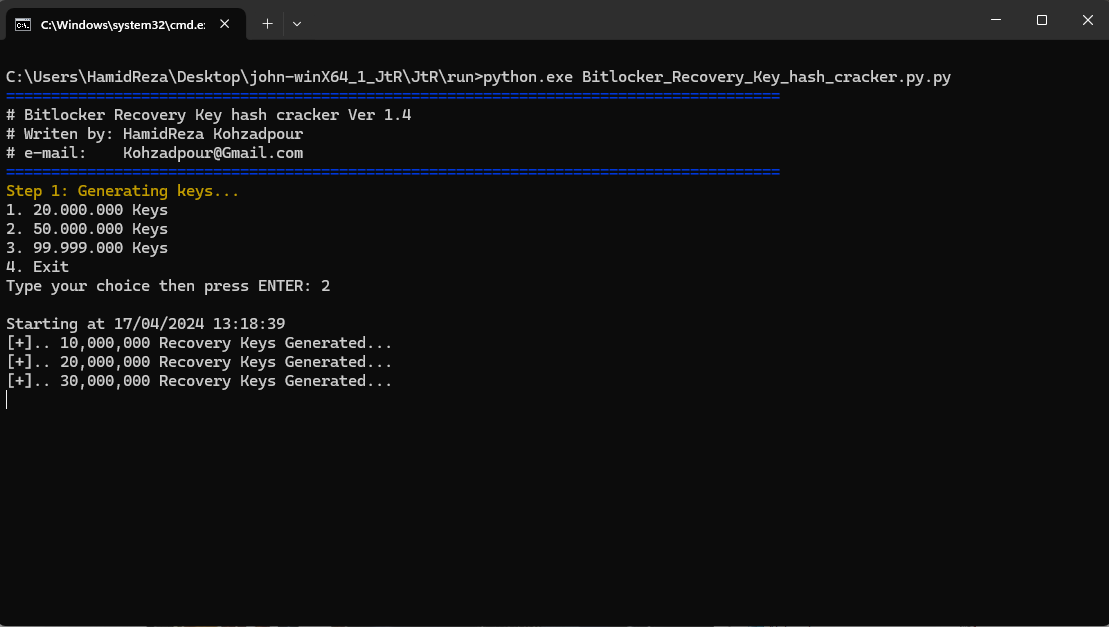 C:\Windows\system32\cmd.e:
C:\Users\HamidReza\Desktop\john-winX64_1_JtR\JtR\run>python.exe Bitlocker_Recovery_Key_hash_cracker.py.py
======================================================================================
# Bitlocker Recovery Key hash cracker Ver 1.4
# Writen by: HamidReza Kohzadpour
# e-mail:    Kohzadpour@Gmail.com
======================================================================================
Step 1: Generating keys...
1. 20.000.000 Keys
2. 50.000.000 Keys
3. 99.999.000 Keys
4. Exit
Type your choice then press ENTER: 2
Starting at 17/04/2024 13:18:39
[+].. 10,000,000 Recovery Keys Generated...
[+].. 20,000,000 Recovery Keys Generated...
[+].. 30,000,000 Recovery Keys Generated...